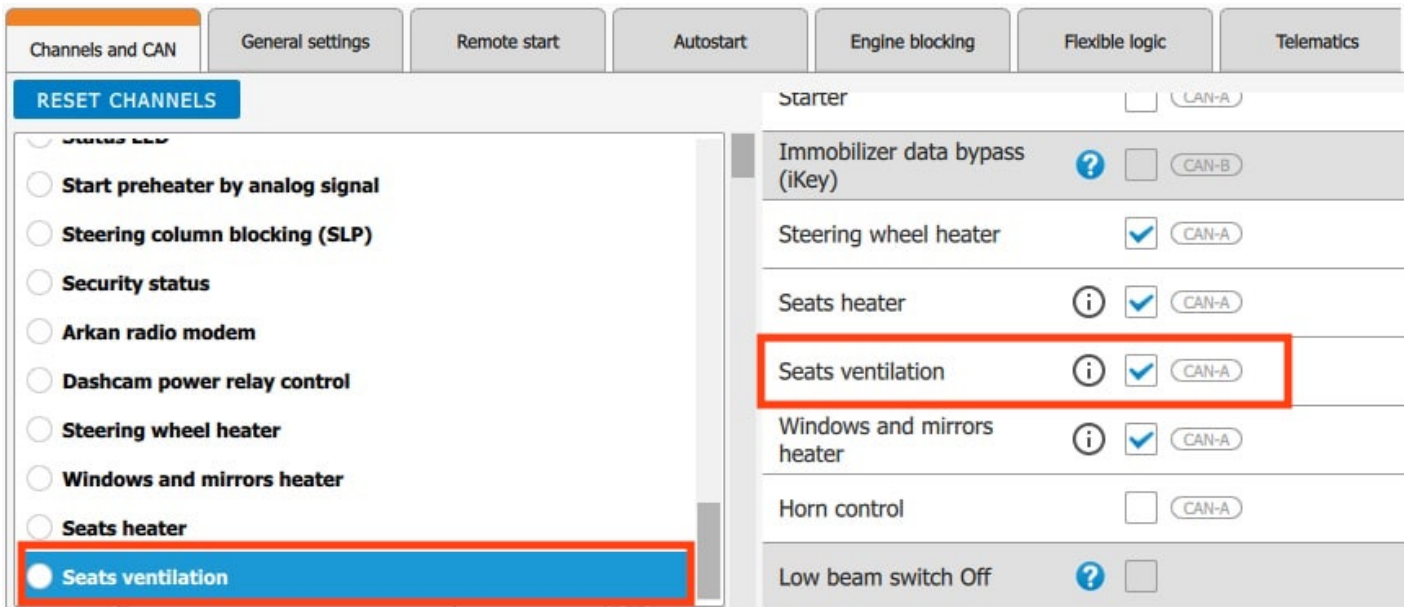 Channels and CAN
General settings
Remote start
Autostart
Engine blocking
Flexible logic
Telematics
RESET CHANNELS
Status LED
Start preheater by analog signal
Steering column blocking (SLP)
Security status
Arkan radio modem
Dashcam power relay control
Steering wheel heater
Windows and mirrors heater
Seats heater
Seats ventilation
Starter
CAN-A
Immobilizer data bypass
(iKey)
?
CAN-B
Steering wheel heater
CAN-A
Seats heater
i
CAN-A
Seats ventilation
i
CAN-A
Windows and mirrors
heater
i
CAN-A
Horn control
CAN-A
Low beam switch Off
?